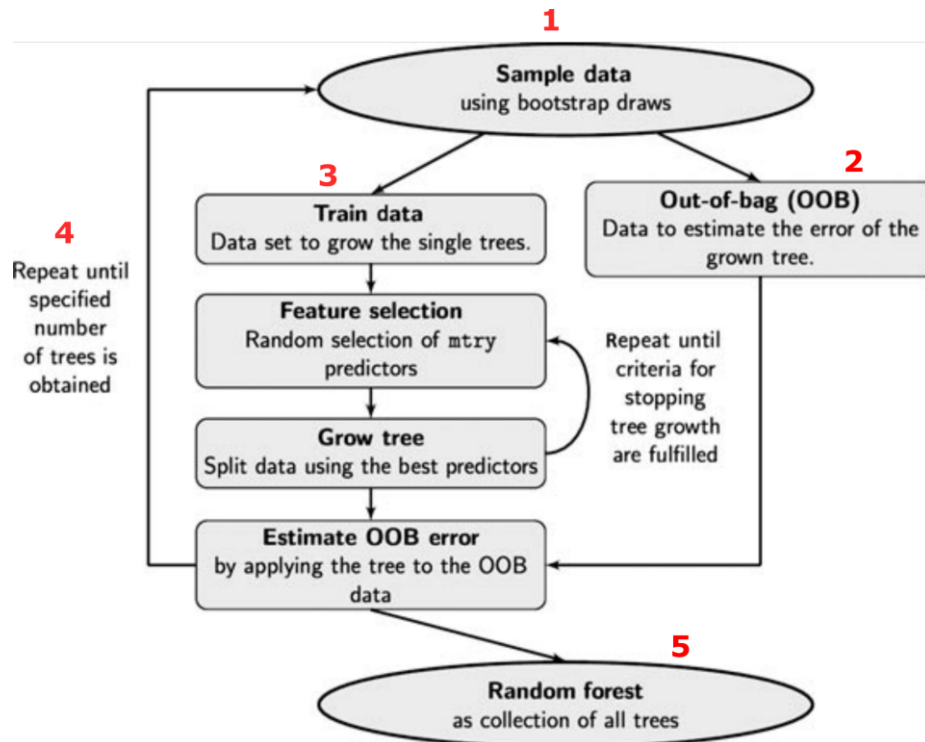 1
Sample data
using bootstrap draws
2
Out-of-bag (OOB)
Data to estimate the error of the
grown tree.
3
Train data
Data set to grow the single trees.
4
Repeat until
specified
number
of trees is
obtained
Feature selection
Random selection of mtry
predictors
Repeat until
criteria for
stopping
tree growth
are fulfilled
Grow tree
Split data using the best predictors
Estimate OOB error
by applying the tree to the OOB
data
5
Random forest
as collection of all trees